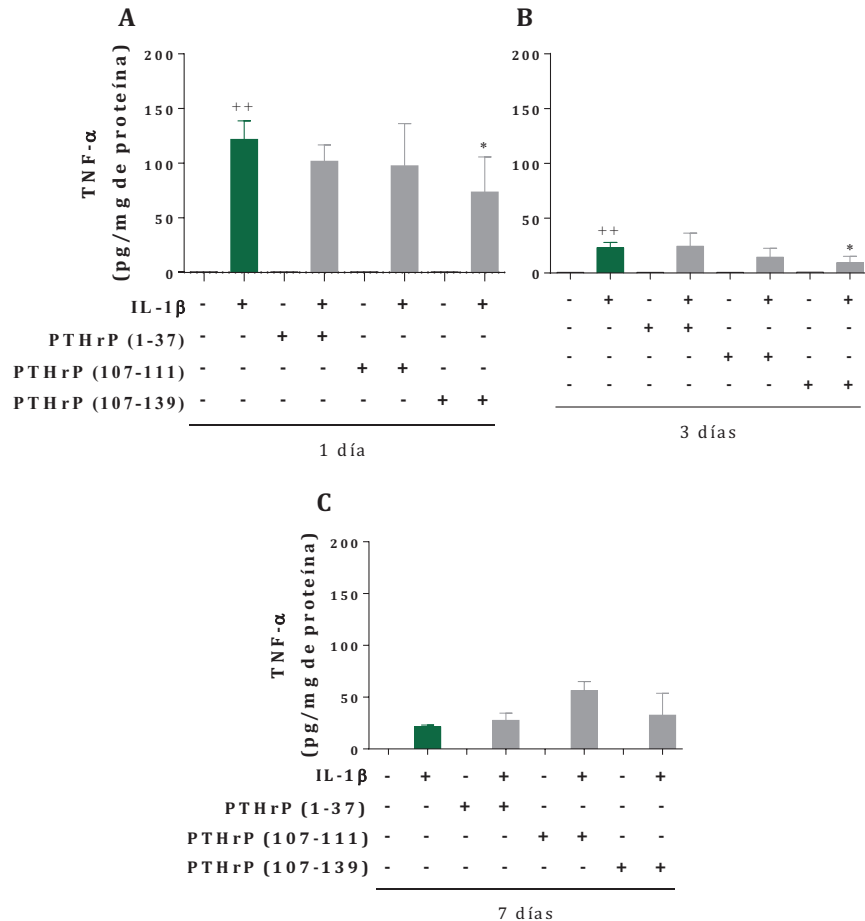 A
TNF-α
(pg/mg de proteína)
200
150
100
50
0
++
*
IL-1β - + - + - + - +
PTHrP (1-37) - - + + - - - -
PTHrP (107-111) - - - - + + - -
PTHrP (107-139) - - - - - - + +
1 día
B
200
150
100
50
0
++
*
- + - + - + - +
- - + + - - - -
- - - - + + - -
- - - - - - + +
3 días
C
TNF-α
(pg/mg de proteína)
200
150
100
50
0
IL-1β - + - + - + - +
PTHrP (1-37) - - + + - - - -
PTHrP (107-111) - - - - + + - -
PTHrP (107-139) - - - - - - + +
7 días